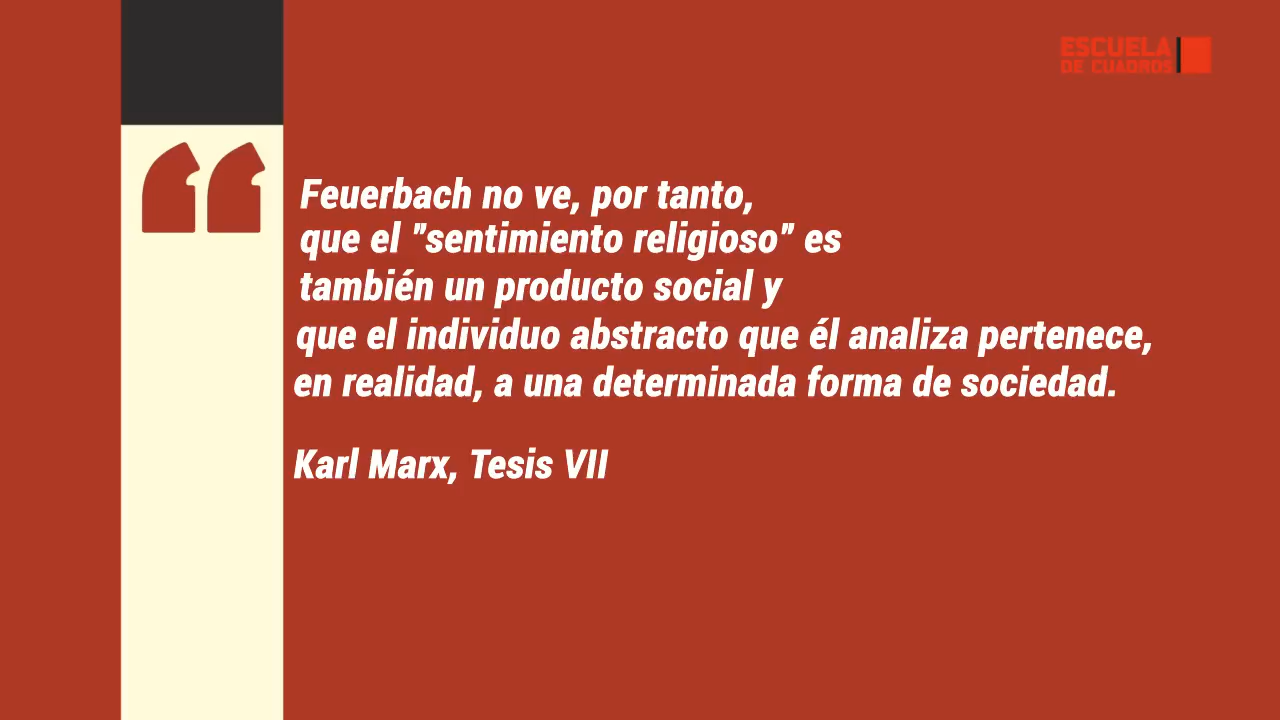 ESCUELA
DE CUADROS
Feuerbach no ve, por tanto,
que el "sentimiento religioso" es
también un producto social y
que el individuo abstracto que él analiza pertenece,
en realidad, a una determinada forma de sociedad.
Karl Marx, Tesis VII